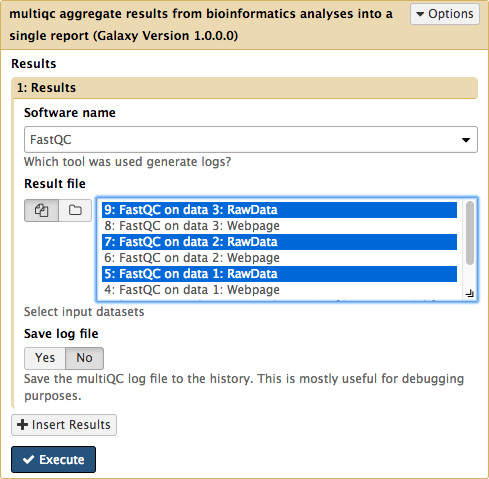 multiqc aggregate results from bioinformatics analyses into a
single report (Galaxy Version 1.0.0.0)
Options
Results
1: Results
Software name
FastQC
Which tool was used generate logs?
Result file
9: FastQC on data 3: RawData
8: FastQC on data 3: Webpage
7: FastQC on data 2: RawData
6: FastQC on data 2: Webpage
5: FastQC on data 1: RawData
4: FastQC on data 1: Webpage
Select input datasets
Save log file
Yes No
Save the multiQC log file to the history. This is mostly useful for debugging
purposes.
Insert Results
Execute